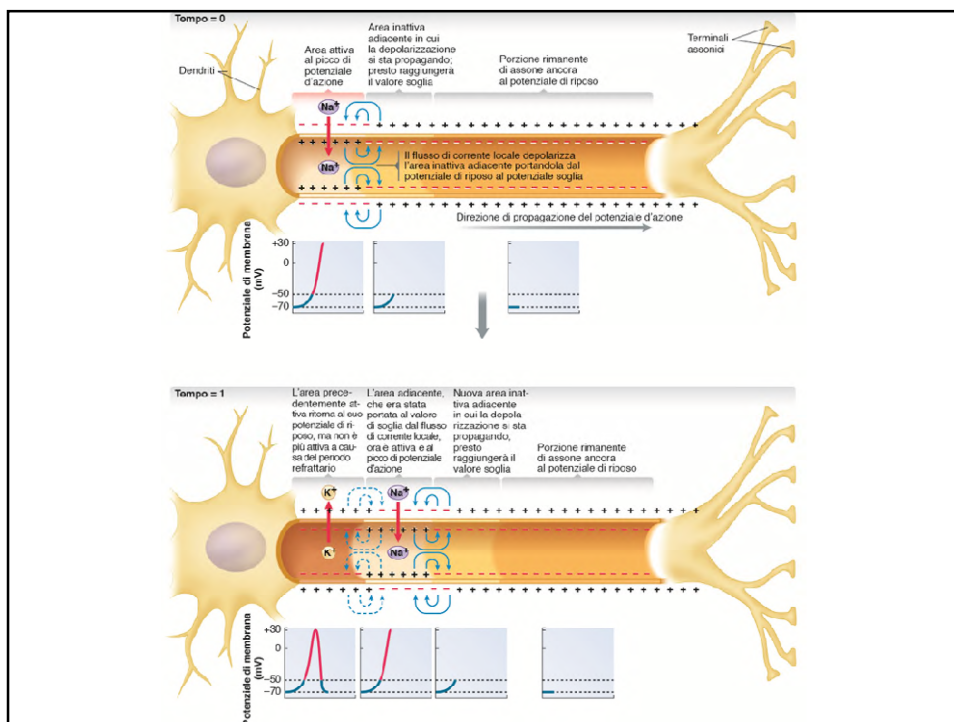 Tempo = 0
Dendriti
Area attiva
al picco di
potenziale
d'azione
Area inattiva
adiacente in cui
la depolarizzazione
si sta propagando;
presto raggiungerà
il valore soglia
Porzione rimanente
di assone ancora
al potenziale di riposo
Terminali
assonici
Na+
Na+
Il flusso di corrente locale depolarizza
l'area inattiva adiacente portandola dal
potenziale di riposo al potenziale soglia
Direzione di propagazione del potenziale d'azione
Potenziale di membrana
(mV)
+30
0
−50
−70
Tempo = 1
L'area prece-
dentemente at-
tiva ritorna al suo
potenziale di ri-
poso, ma non è
più attiva a cau-
sa del periodo
refrattario
L'area adiacente,
che era stata
portata al valore
di soglia dal flusso
di corrente locale,
ora è attiva e al
picco di potenziale
d'azione
Nuova area inat-
tiva adiacente
in cui la depola
rizzazione si sta
propagando,
presto
raggiungerà il
valore soglia
Porzione rimanente
di assone ancora
al potenziale di riposo
K+
Na+
K+
Na+
Potenziale di membrana
(mV)
+30
0
−50
−70